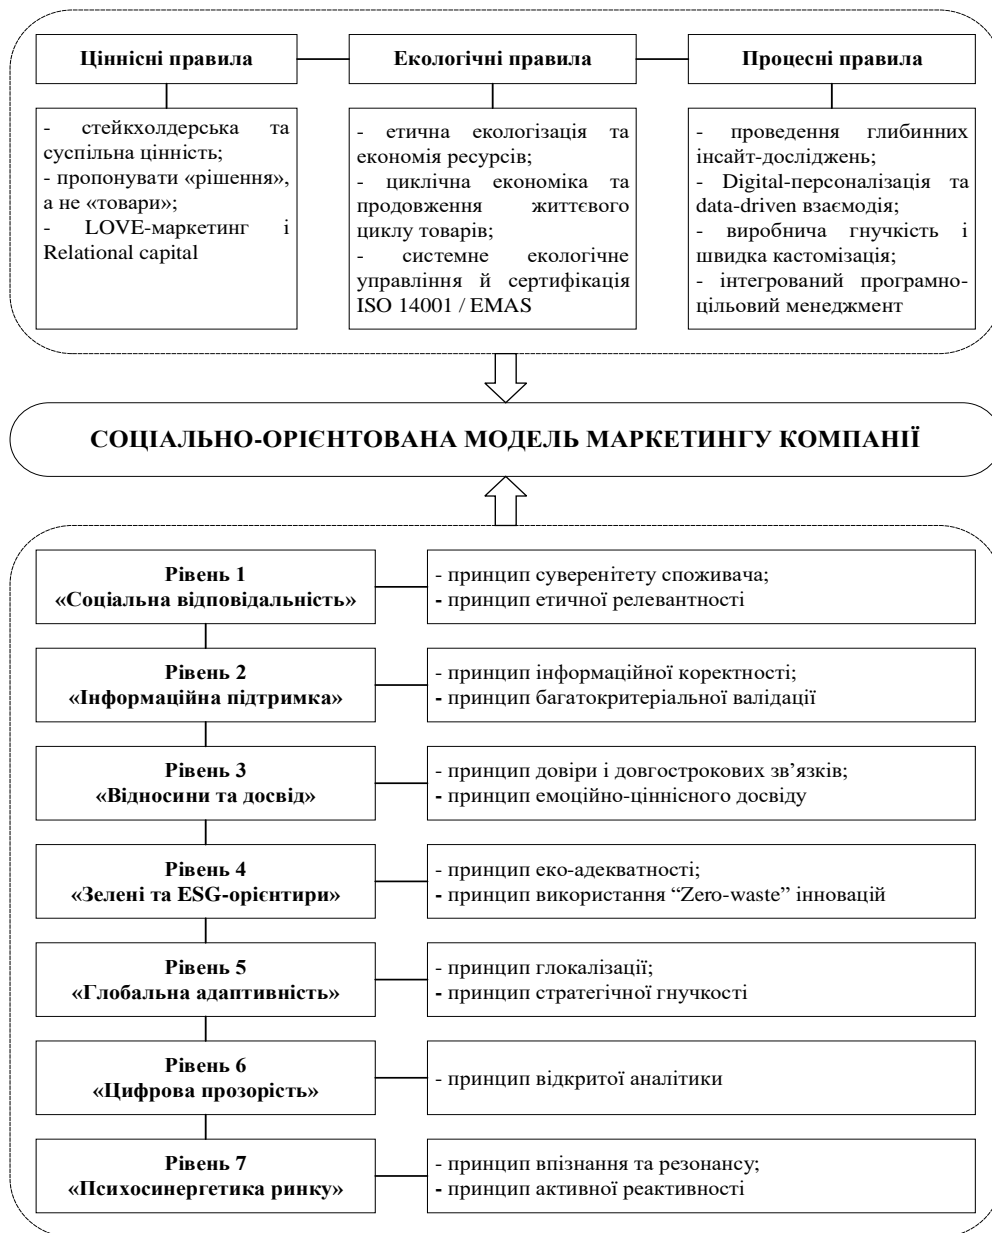 Ціннісні правила
Екологічні правила
Процесні правила
- стейкхолдерська та
суспільна цінність;
- пропонувати «рішення»,
а не «товари»;
- LOVE-маркетинг і
Relational capital
- етична екологізація та
економія ресурсів;
- циклічна економіка та
продовження життєвого
циклу товарів;
- системне екологічне
управління й сертифікація
ISO 14001 / EMAS
- проведення глибинних
інсайт-досліджень;
- Digital-персоналізація та
data-driven взаємодія;
- виробнича гнучкість і
швидка кастомізація;
- інтегрований програмно-
цільовий менеджмент
СОЦІАЛЬНО-ОРІЄНТОВАНА МОДЕЛЬ МАРКЕТИНГУ КОМПАНІЇ
Рівень 1
«Соціальна відповідальність»
- принцип суверенітету споживача;
- принцип етичної релевантності
Рівень 2
«Інформаційна підтримка»
- принцип інформаційної коректності;
- принцип багатокритеріальної валідації
Рівень 3
«Відносини та досвід»
- принцип довіри і довгострокових зв’язків;
- принцип емоційно-ціннісного досвіду
Рівень 4
«Зелені та ESG-орієнтири»
- принцип еко-адекватності;
- принцип використання “Zero-waste” інновацій
Рівень 5
«Глобальна адаптивність»
- принцип глокалізації;
- принцип стратегічної гнучкості
Рівень 6
«Цифрова прозорість»
- принцип відкритої аналітики
Рівень 7
«Психосинергетика ринку»
- принцип впізнання та резонансу;
- принцип активної реактивності